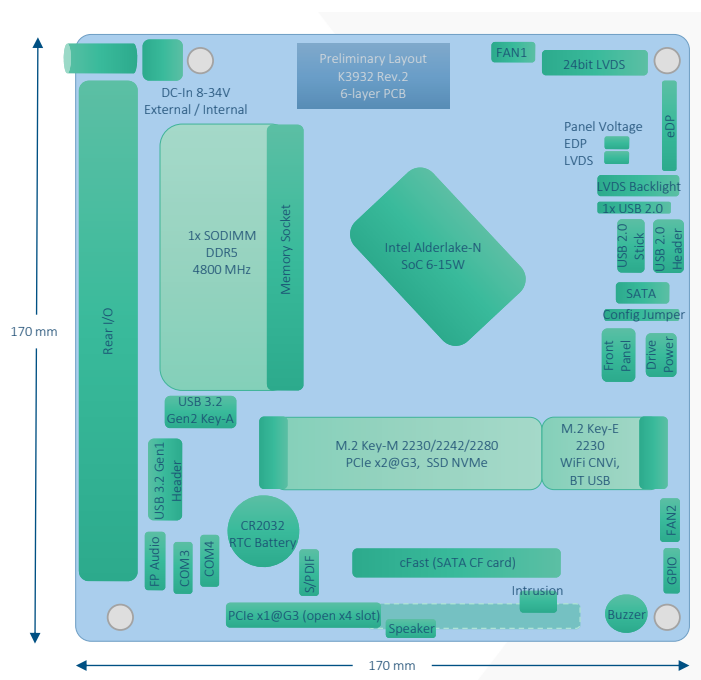 FAN1
Preliminary Layout
K3932 Rev.2
6-layer PCB
24bit LVDS
DC-In 8-34V
External / Internal
eDP
Panel Voltage
EDP
LVDS
LVDS Backlight
1x USB 2.0
USB 2.0
Stick
USB 2.0
Header
1x SODIMM
DDR5
4800 MHz
Memory Socket
Intel Alderlake-N
SoC 6-15W
SATA
Config Jumper
Front
Panel
Drive
Power
170 mm
Rear I/O
USB 3.2
Gen2 Key-A
M.2 Key-M 2230/2242/2280
PCIe x2@G3, SSD NVMe
M.2 Key-E
2230
WiFi CNVi,
BT USB
USB 3.2 Gen1
Header
CR2032
RTC Battery
FAN2
FP Audio
COM3
COM4
S/PDIF
cFast (SATA CF card)
GPIO
Intrusion
PCIe x1@G3 (open x4 slot)
Speaker
Buzzer
170 mm